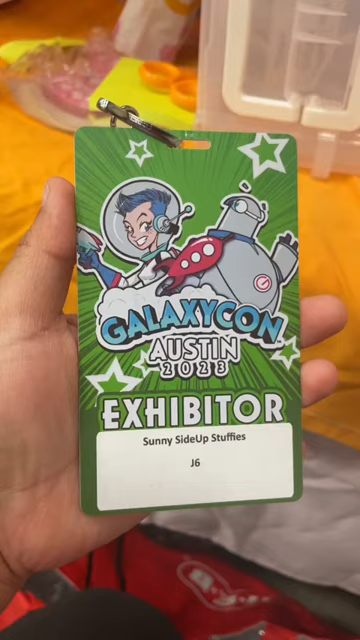 GALAXYCON
AUSTIN
2023
EXHIBITOR
Sunny SideUp Stuffies
J6